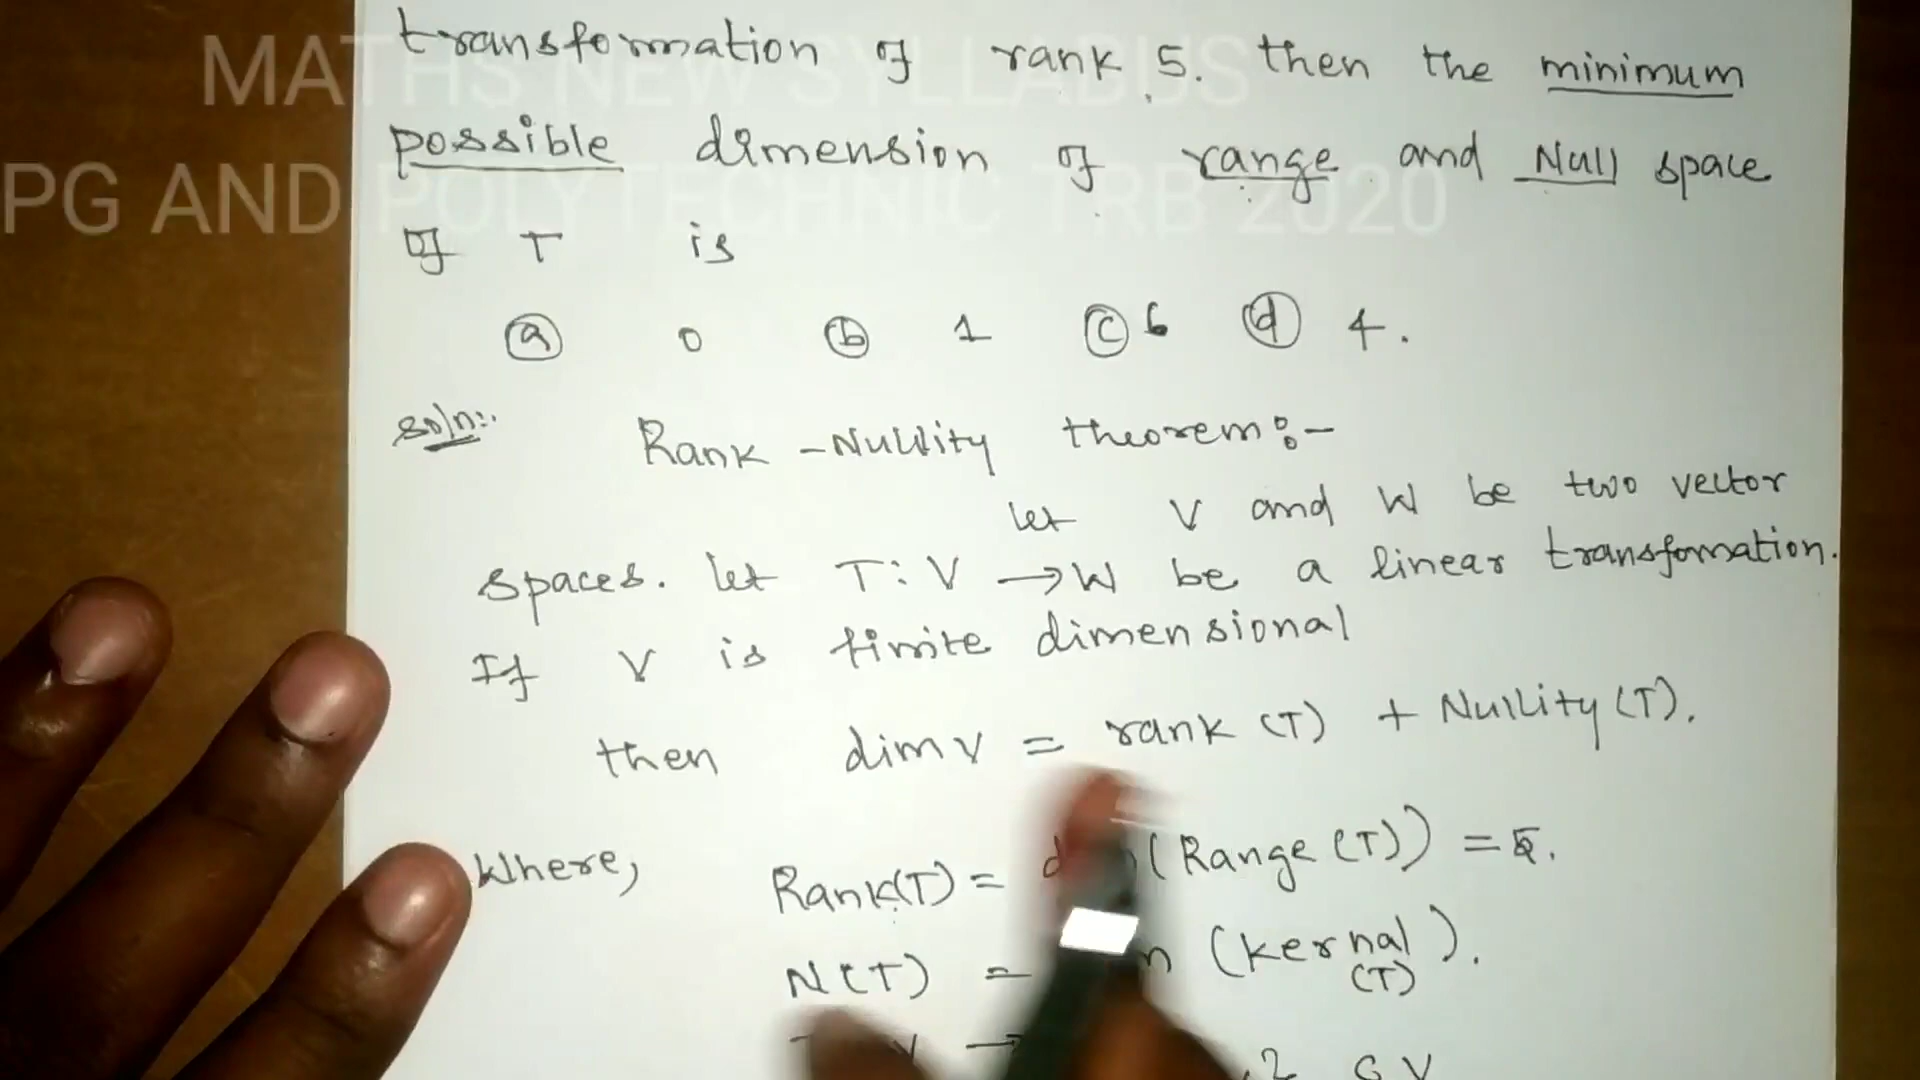 transformation of rank 5. then the minimum
possible dimension of range and Null space
of T is
(a) 0 (b) 1 (c) 6 (d) 4.
soln:.
Rank - Nullity theorem :-
let V and W be two vector
spaces. let T : V → W be a linear transfomation.
If V is finite dimensional
then dim V = rank (T) + Nullity (T).
Where, Rank(T) = (Range (T)) = 5.
N(T) = (kernal (T)).
MATHS NEW SYLLABUS
PG AND POLYTECHNIC TRB 2020